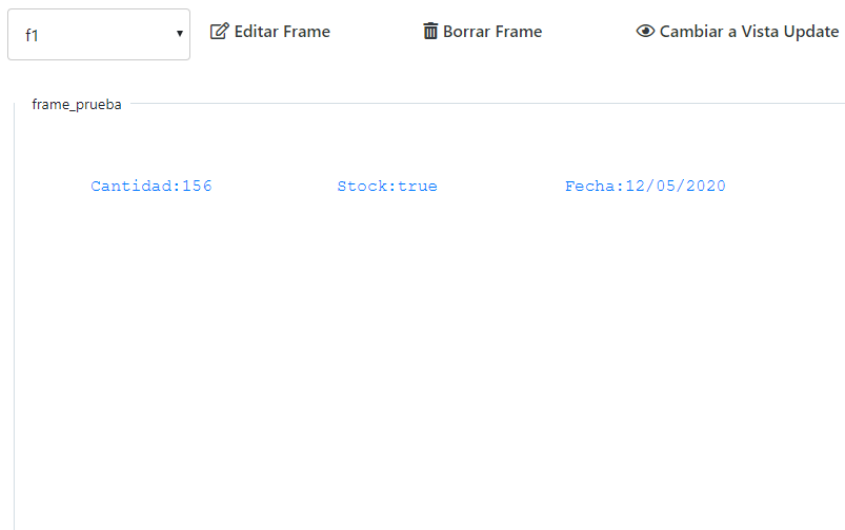 f1 Editar Frame Borrar Frame Cambiar a Vista Update
frame_prueba
Cantidad:156 Stock:true Fecha:12/05/2020